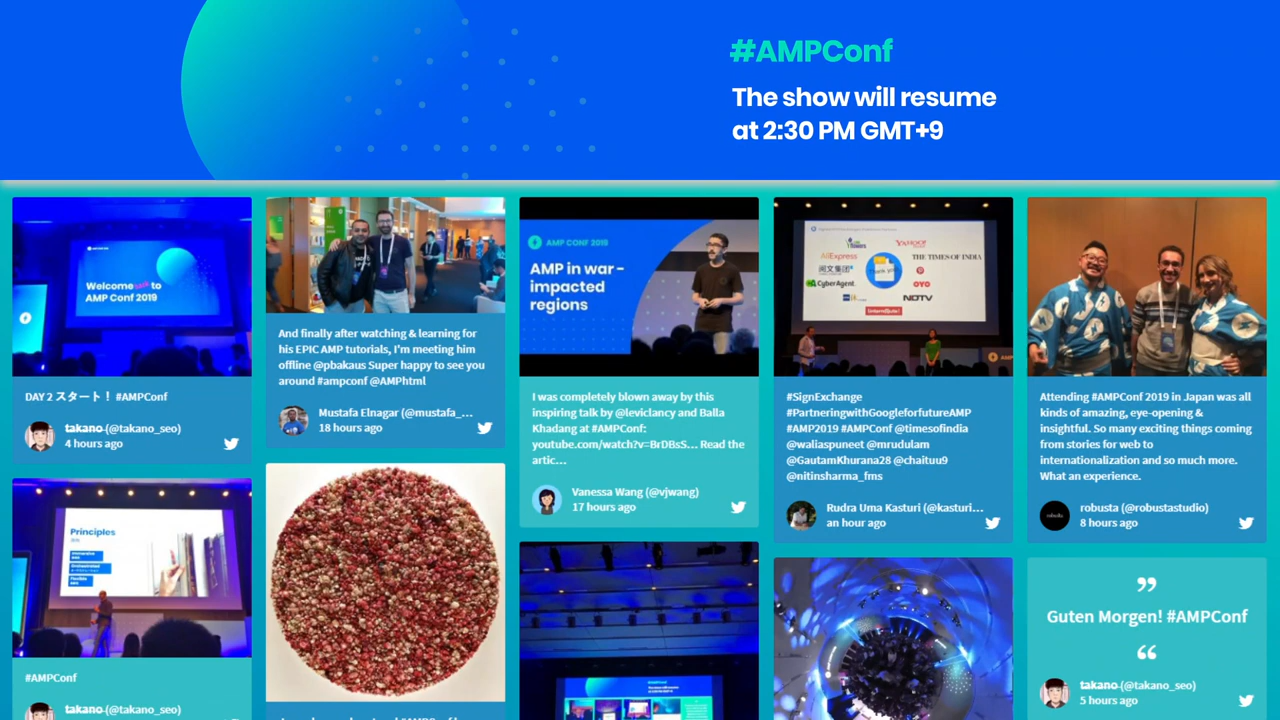 #AMPConf
The show will resume
at 2:30 PM GMT+9
Welcome to
AMP Conf 2019
DAY 2 スタート！ #AMPConf
takano (@takano_seo)
4 hours ago
Principles
#AMPConf
takano (@takano_seo)
And finally after watching & learning for
his EPIC AMP tutorials, I'm meeting him
offline @pbakaus Super happy to see you
around #ampconf @AMPhtml
Mustafa Elnagar (@mustafa_...
18 hours ago
AMP CONF 2019
AMP in war -
impacted
regions
I was completely blown away by this
inspiring talk by @leviclancy and Balla
Khadang at #AMPConf:
youtube.com/watch?v=BrDBsS... Read the
artic...
Vanessa Wang (@vjwang)
17 hours ago
YAHOO!
AliExpress
THE TIMES OF INDIA
阅文集团
Thank you
CyberAgent
OYO
NDTV
#SignExchange
#PartneringwithGoogleforfutureAMP
#AMP2019 #AMPConf @timesofindia
@waliaspuneet @mrudulam
@GautamKhurana28 @chaituu9
@nitinsharma_fms
Rudra Uma Kasturi (@kasturi...
an hour ago
Attending #AMPConf 2019 in Japan was all
kinds of amazing, eye-opening &
insightful. So many exciting things coming
from stories for web to
internationalization and so much more.
What an experience.
robusta (@robustastudio)
8 hours ago
”
Guten Morgen! #AMPConf
“
takano (@takano_seo)
5 hours ago